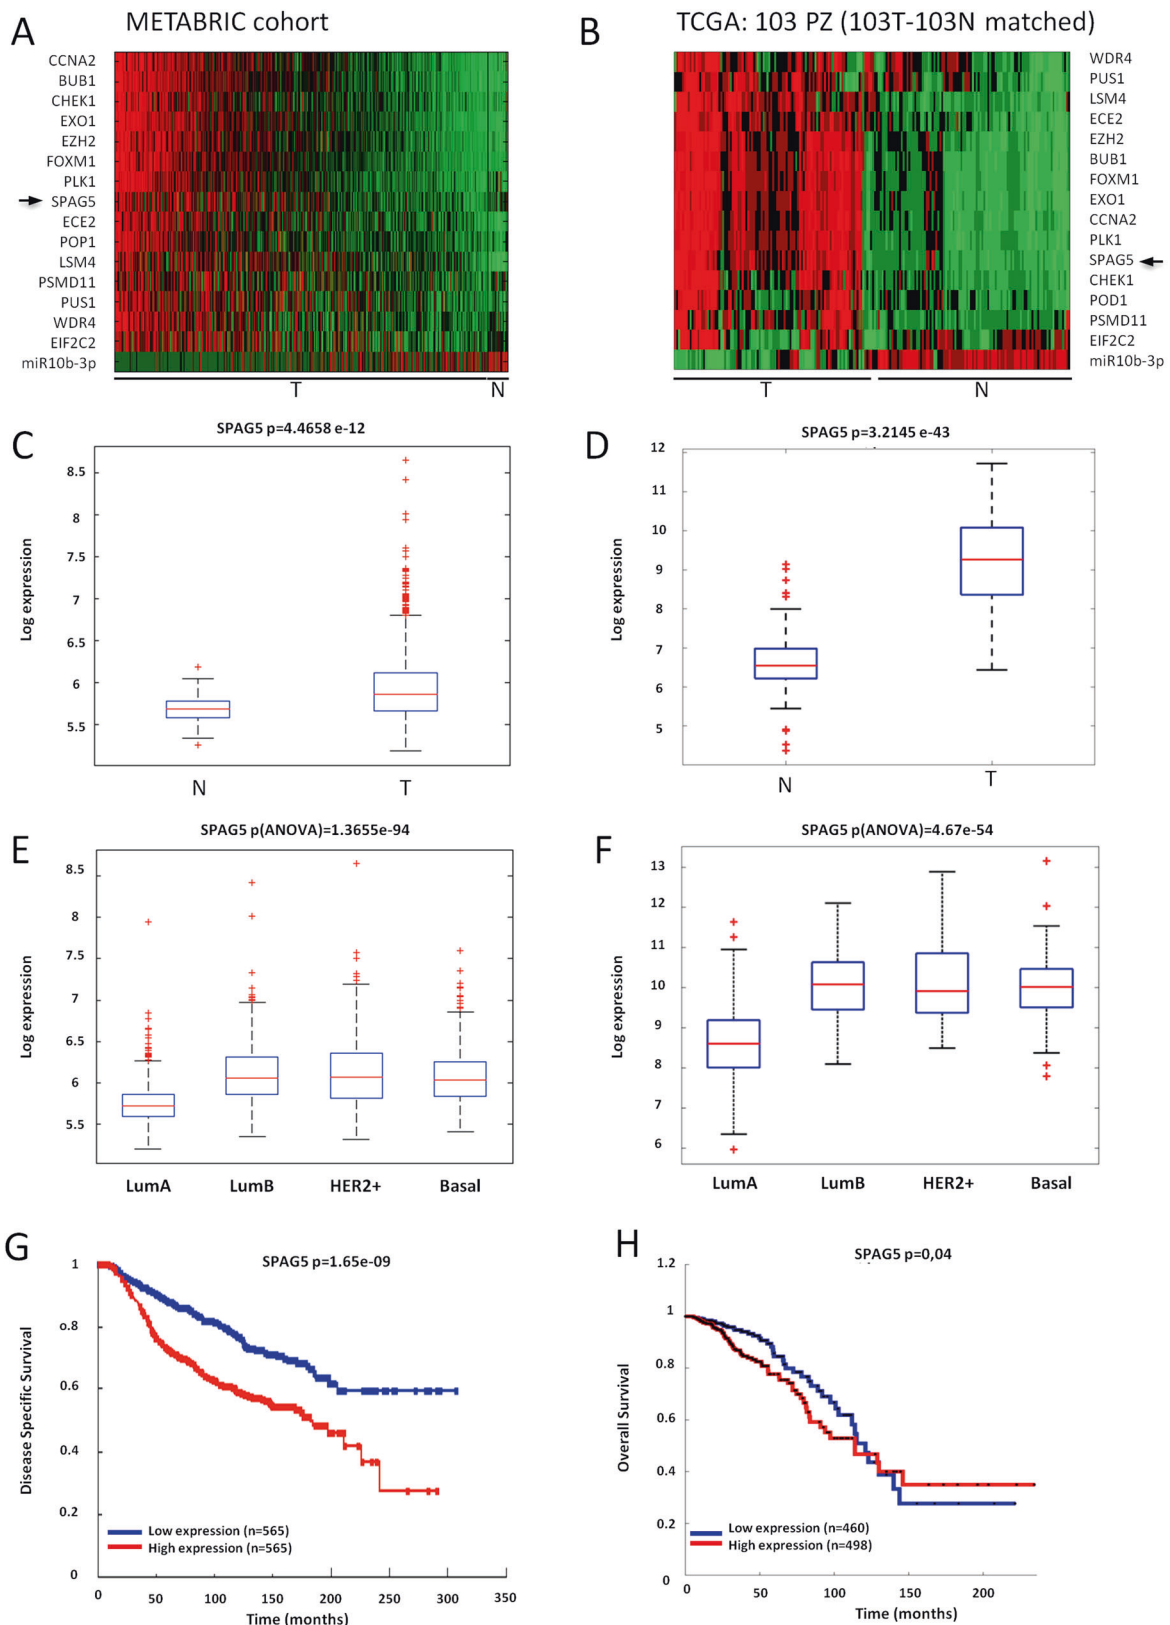 A
METABRIC cohort
CCNA2
BUB1
CHEK1
EXO1
EZH2
FOXM1
PLK1
SPAG5
ECE2
POP1
LSM4
PSMD11
PUS1
WDR4
EIF2C2
miR10b-3p
T
N
B
TCGA: 103 PZ (103T-103N matched)
WDR4
PUS1
LSM4
ECE2
EZH2
BUB1
FOXM1
EXO1
CCNA2
PLK1
SPAG5
CHEK1
POD1
PSMD11
EIF2C2
miR10b-3p
T
N
C
SPAG5 p=4.4658 e-12
Log expression
8.5
8
7.5
7
6.5
6
5.5
N
T
D
SPAG5 p=3.2145 e-43
Log expression
12
11
10
9
8
7
6
5
N
T
E
SPAG5 p(ANOVA)=1.3655e-94
Log expression
8.5
8
7.5
7
6.5
6
5.5
LumA
LumB
HER2+
Basal
F
SPAG5 p(ANOVA)=4.67e-54
Log expression
13
12
11
10
9
8
7
6
LumA
LumB
HER2+
Basal
G
SPAG5 p=1.65e-09
Disease Specific Survival
1
0.8
0.6
0.4
0.2
0
Low expression (n=565)
High expression (n=565)
0
50
100
150
200
250
300
350
Time (months)
H
SPAG5 p=0,04
Overall Survival
1.2
1
0.8
0.6
0.4
0.2
0
Low expression (n=460)
High expression (n=498)
0
50
100
150
200
Time (months)